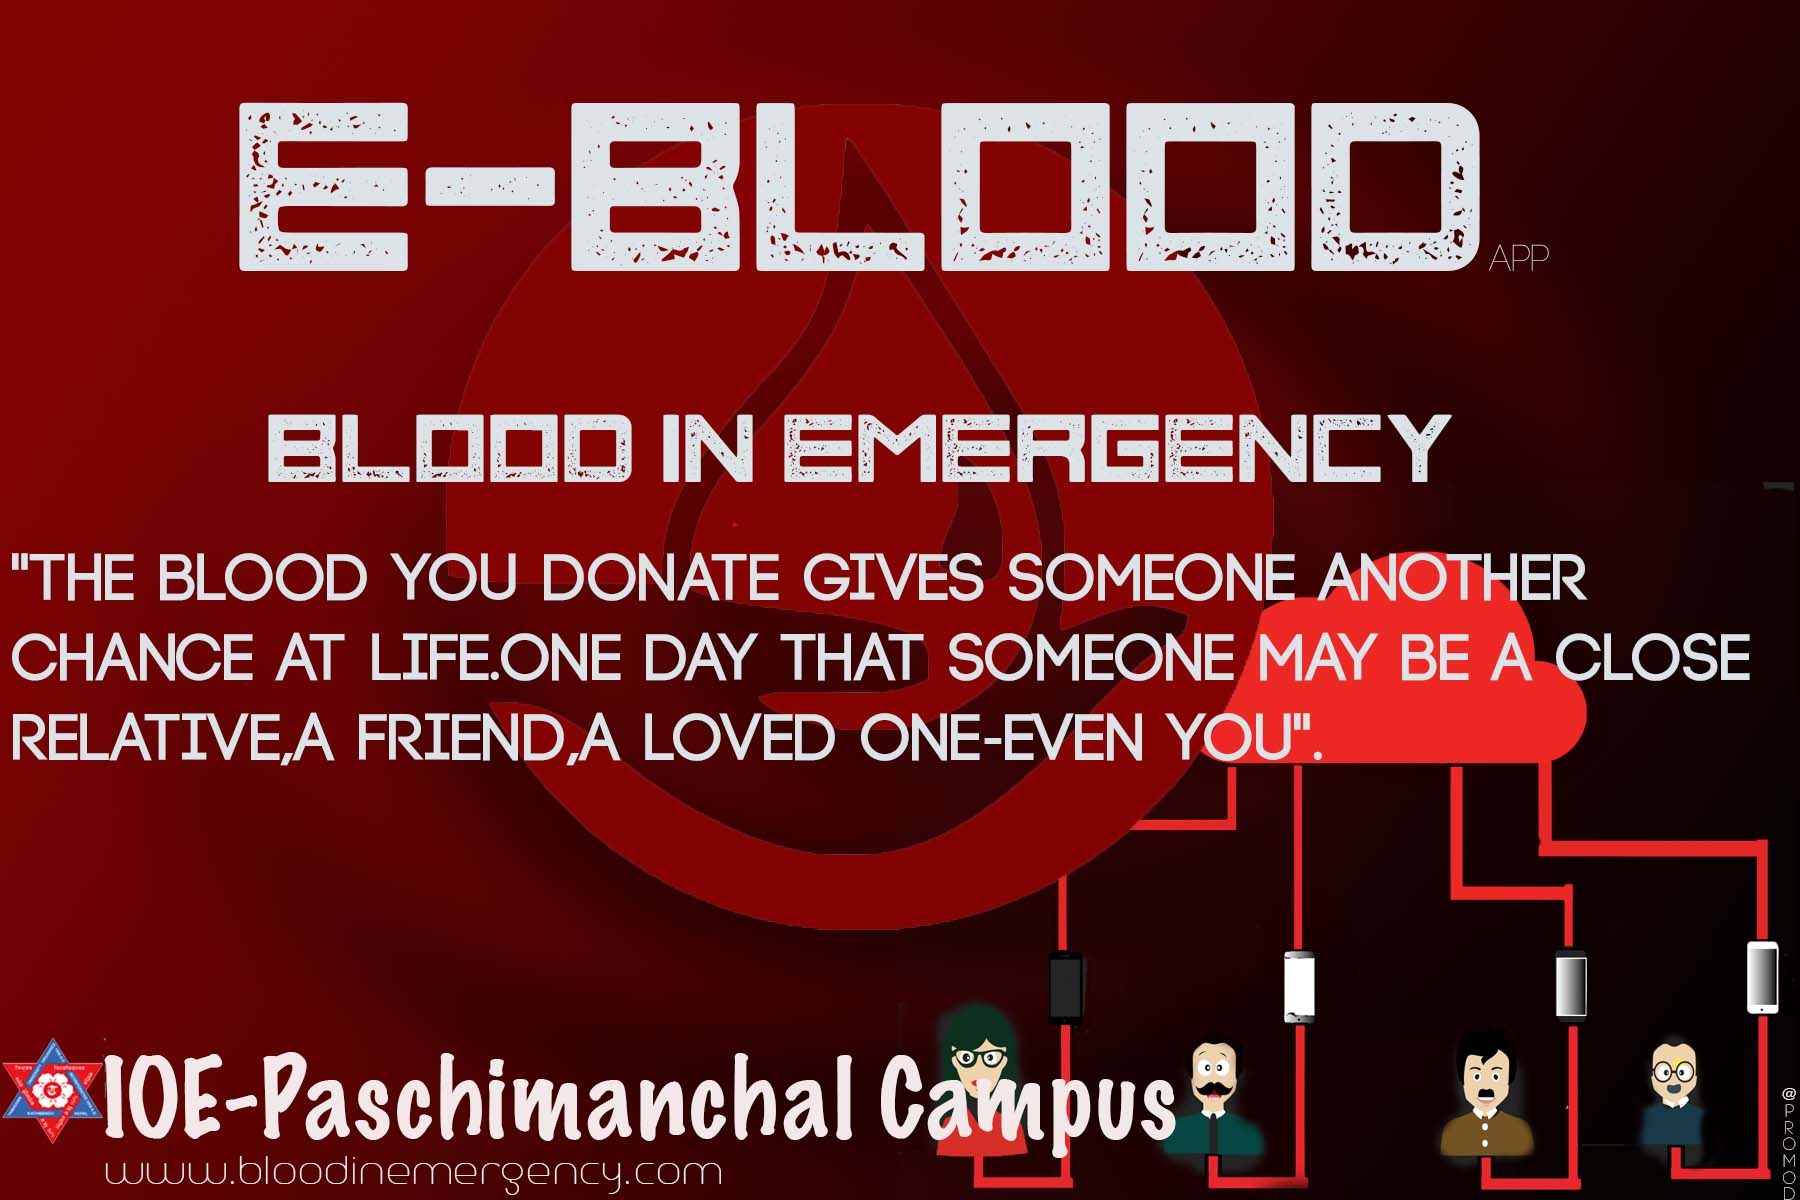 E-BLOOD
APP
BLOOD IN EMERGENCY
"THE BLOOD YOU DONATE GIVES SOMEONE ANOTHER
CHANCE AT LIFE.ONE DAY THAT SOMEONE MAY BE A CLOSE
RELATIVE,A FRIEND,A LOVED ONE-EVEN YOU".
IOE-Paschimanchal Campus
www.bloodinemergency.com
@PROMOD